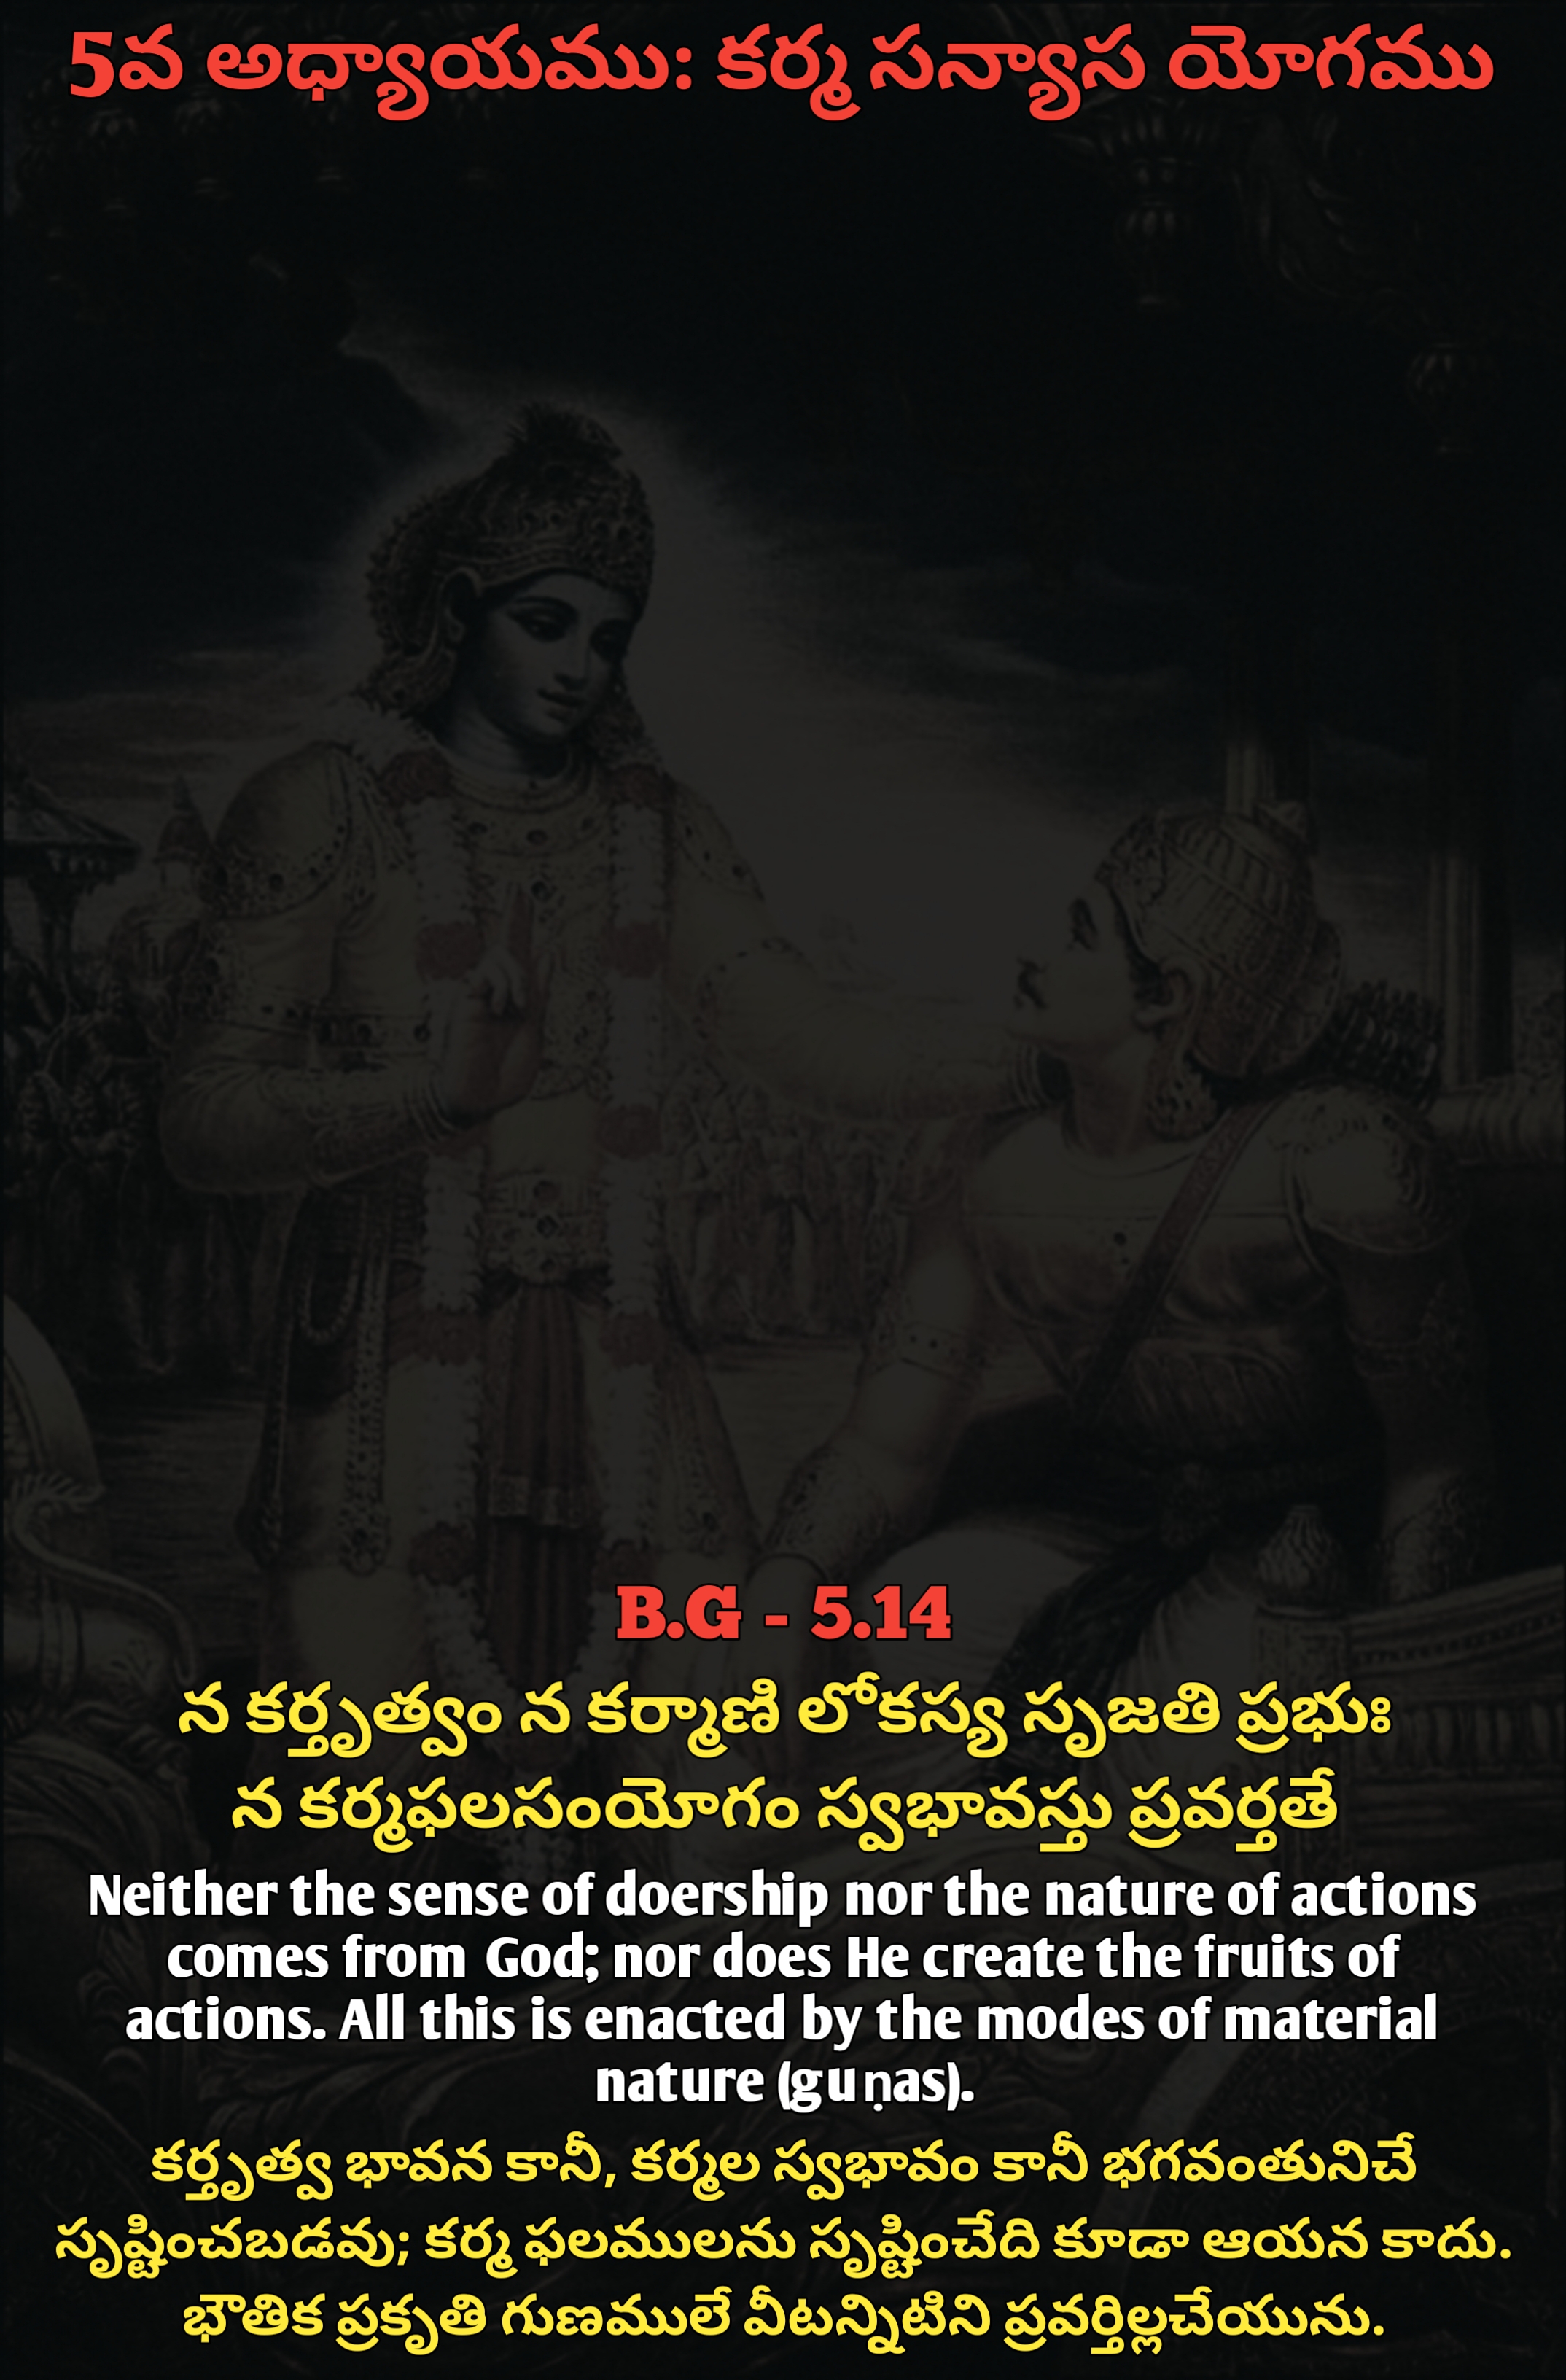 5వ అధ్యాయము: కర్మ సన్యాస యోగము
B.G - 5.14
న కర్తృత్వం న కర్మాణి లోకస్య సృజతి ప్రభుః
న కర్మఫలసంయోగం స్వభావస్తు ప్రవర్తతే
Neither the sense of doership nor the nature of actions
comes from God; nor does He create the fruits of
actions. All this is enacted by the modes of material
nature (guṇas).
కర్తృత్వ భావన కానీ, కర్మల స్వభావం కానీ భగవంతునిచే
సృష్టించబడవు; కర్మ ఫలములను సృష్టించేది కూడా ఆయన కాదు.
భౌతిక ప్రకృతి గుణములే వీటన్నిటిని ప్రవర్తిల్లచేయును.